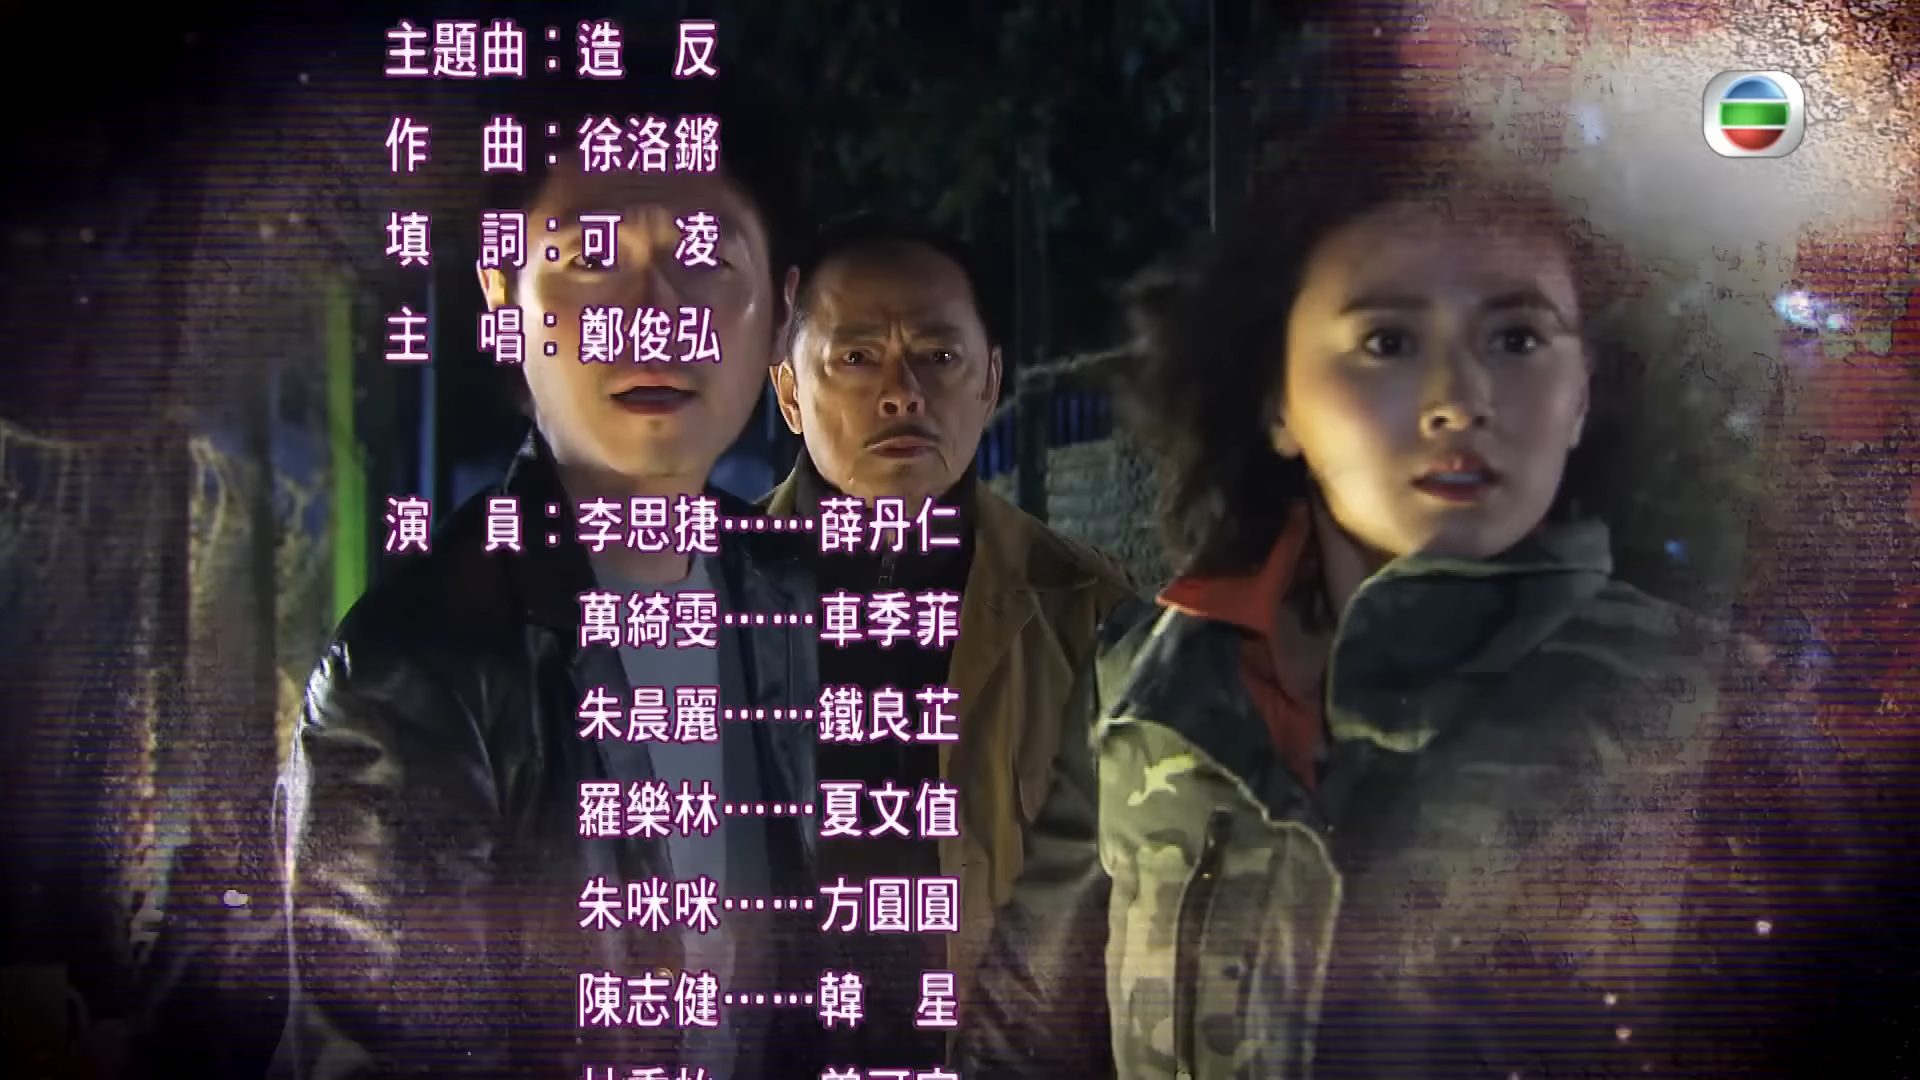 主題曲：造　反
作　曲：徐洛鏘
填　詞：可　凌
主　唱：鄭俊弘
演　員：李思捷……薛丹仁
萬綺雯……車季菲
朱晨麗……鐵良芷
羅樂林……夏文值
朱咪咪……方圓圓
陳志健……韓　星